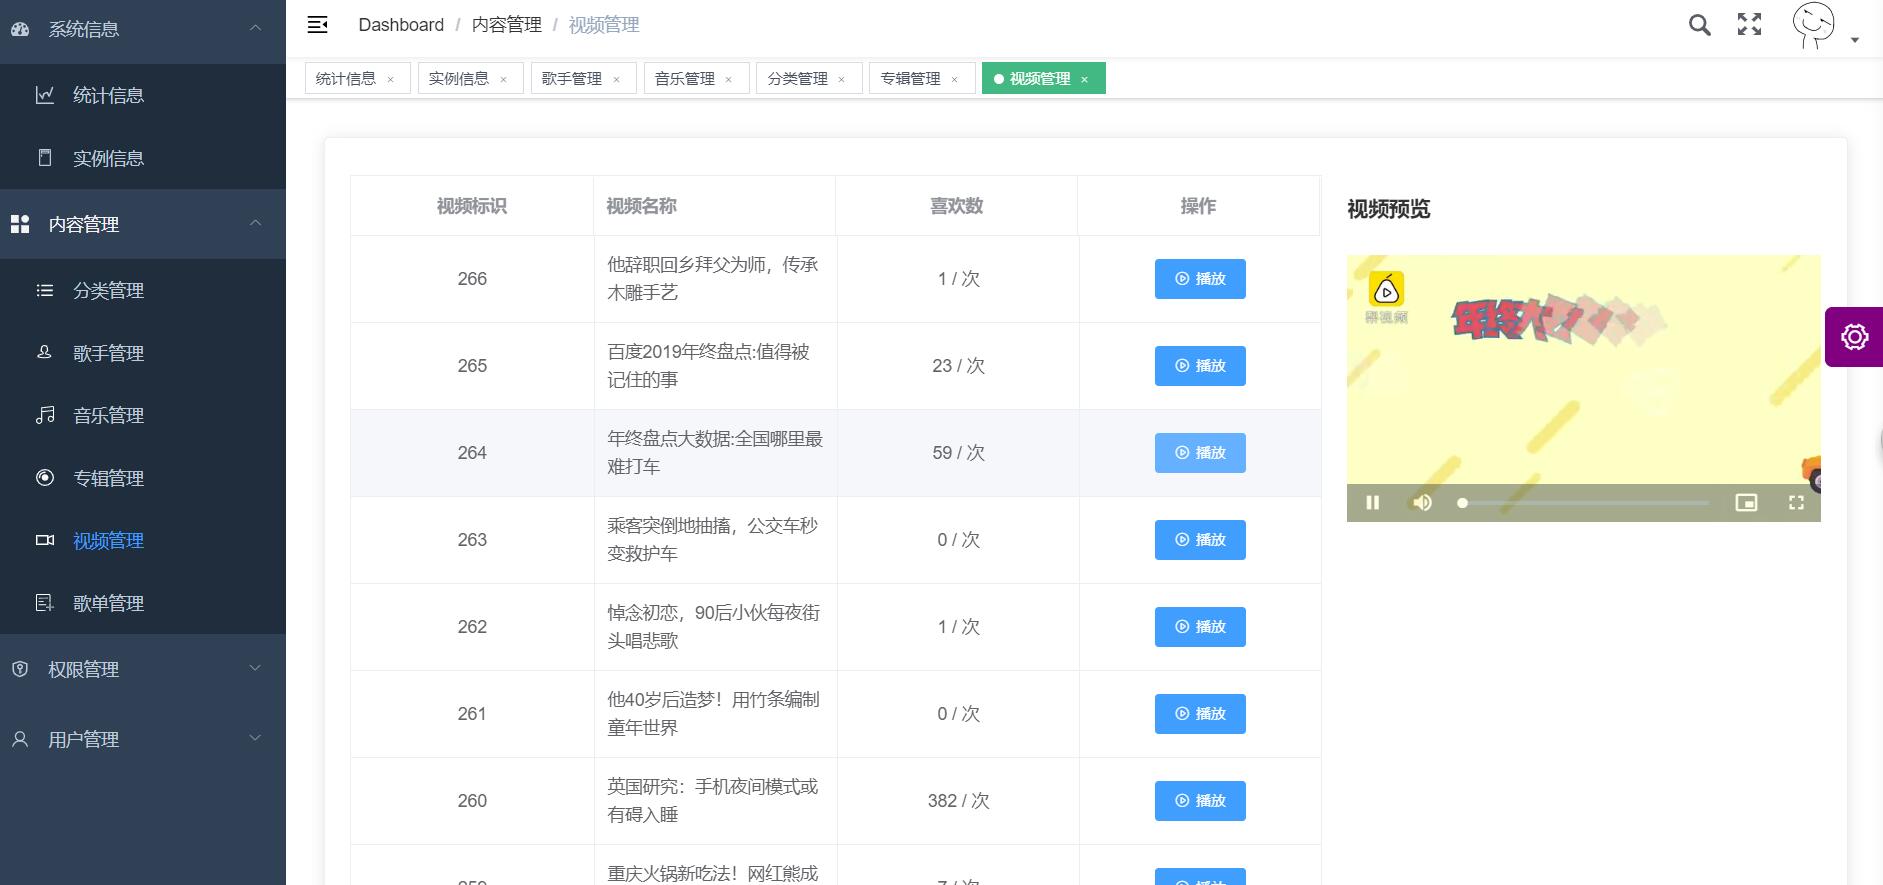 系统信息
统计信息
实例信息
内容管理
分类管理
歌手管理
音乐管理
专辑管理
视频管理
歌单管理
权限管理
用户管理
Dashboard / 内容管理 / 视频管理
统计信息 × 实例信息 × 歌手管理 × 音乐管理 × 分类管理 × 专辑管理 × 视频管理 ×
视频标识 视频名称 喜欢数 操作
266 他辞职回乡拜父为师，传承 1 / 次 播放
木雕手艺
265 百度2019年终盘点:值得被 23 / 次 播放
记住的事
264 年终盘点大数据:全国哪里最 59 / 次 播放
难打车
263 乘客突倒地抽搐，公交车秒 0 / 次 播放
变救护车
262 悼念初恋，90后小伙每夜街 1 / 次 播放
头唱悲歌
261 他40岁后造梦！用竹条编制 0 / 次 播放
童年世界
260 英国研究：手机夜间模式或 382 / 次 播放
有碍入睡
重庆火锅新吃法！网红熊成
视频预览
梨视频
年终大